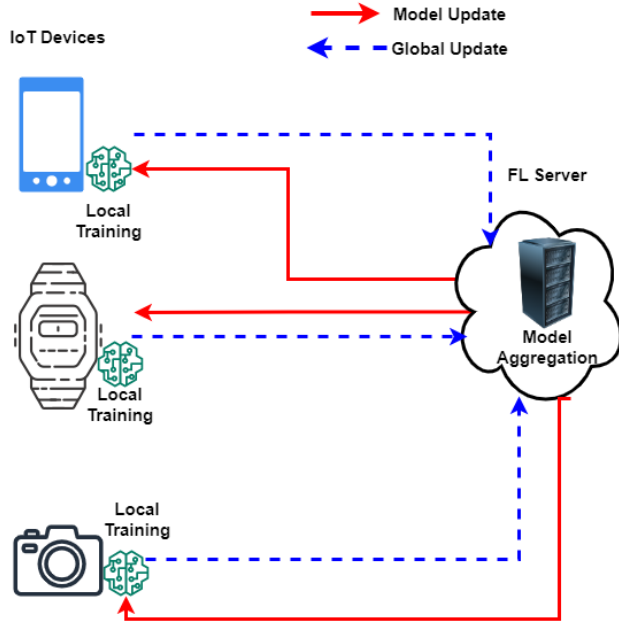 Model Update
IoT Devices
Global Update
FL Server
Local
Training
Model
Aggregation
Local
Training
Local
Training